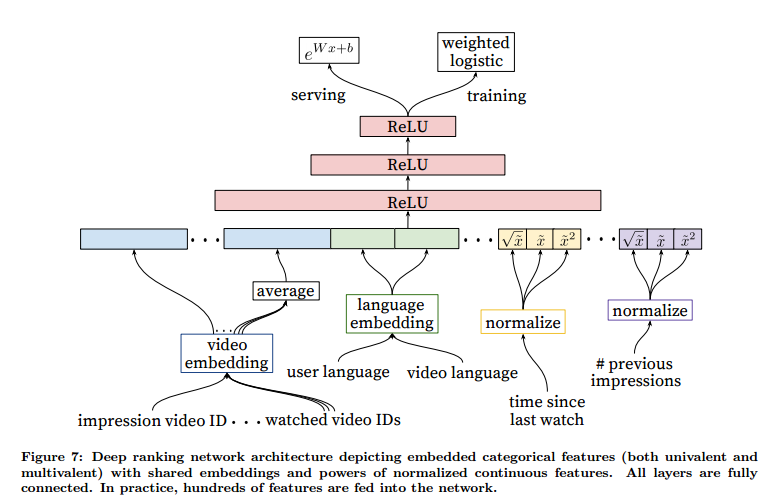 e^{Wx+b}
weighted
logistic
serving
training
ReLU
ReLU
ReLU
. . .
√x̃ x̃ x̃²
. . .
√x̃ x̃ x̃²
average
language
embedding
normalize
normalize
. . .
video
embedding
user language
video language
# previous
impressions
time since
last watch
impression video ID . . . watched video IDs
Figure 7: Deep ranking network architecture depicting embedded categorical features (both univalent and
multivalent) with shared embeddings and powers of normalized continuous features. All layers are fully
connected. In practice, hundreds of features are fed into the network.